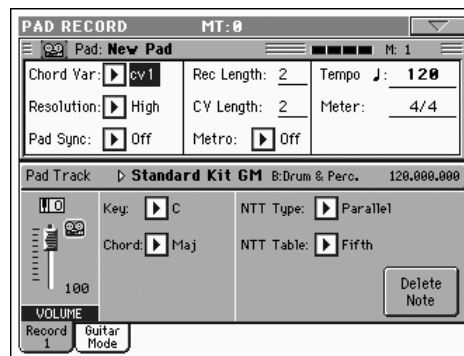 PAD RECORD MT:0
Pad: New Pad M: 1
Chord Var: cv1 Rec Length: 2 Tempo ♩: 120
Resolution: High CV Length: 2 Meter: 4/4
Pad Sync: Off Metro: Off
Pad Track Standard Kit GM B:Drum & Perc. 120.000.000
Key: C NTT Type: Parallel
Chord: Maj NTT Table: Fifth
100
Delete
Note
VOLUME
Record
1
Guitar
Mode